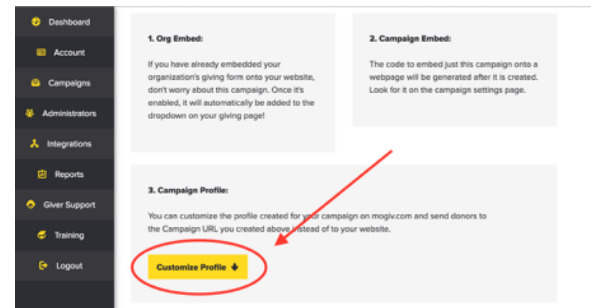 Dashboard
Account
Campaigns
Administrators
Integrations
Reports
Giver Support
Training
Logout
1. Org Embed:
If you have already embedded your
organization's giving form onto your website,
don't worry about this campaign. Once it's
enabled, it will automatically be added to the
dropdown on your giving page!
2. Campaign Embed:
The code to embed just this campaign onto a
webpage will be generated after it is created.
Look for it on the campaign settings page.
3. Campaign Profile:
You can customize the profile created for your campaign on mogiv.com and send donors to
the Campaign URL you created above instead of to your website.
Customize Profile